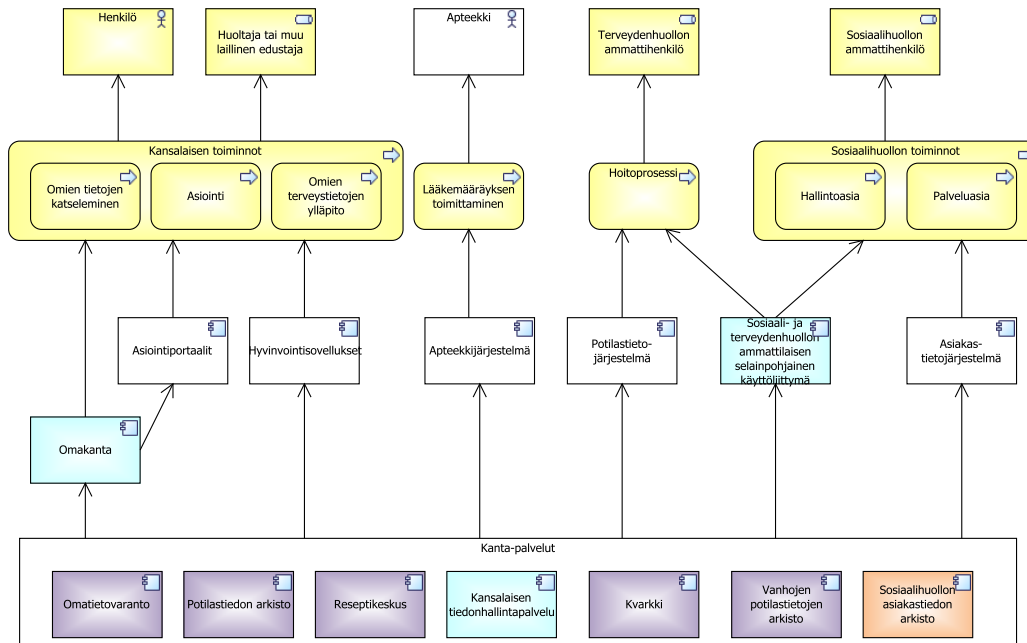 Henkilö
Huoltaja tai muu
laillinen edustaja
Apteekki
Terveydenhuollon
ammattihenkilö
Sosiaalihuollon
ammattihenkilö
Kansalaisen toiminnot
Omien tietojen
katseleminen
Asiointi
Omien
terveystietojen
ylläpito
Lääkemääräyksen
toimittaminen
Hoitoprosessi
Sosiaalihuollon toiminnot
Hallintoasia
Palveluasia
Asiointiportaalit
Hyvinvointisovellukset
Apteekkijärjestelmä
Potilastieto-
järjestelmä
Sosiaali- ja
terveydenhuollon
ammattilaisen
selainpohjainen
käyttöliittymä
Asiakas-
tietojärjestelmä
Omakanta
Kanta-palvelut
Omatietovaranto
Potilastiedon arkisto
Reseptikeskus
Kansalaisen
tiedonhallintapalvelu
Kvarkki
Vanhojen
potilastietojen
arkisto
Sosiaalihuollon
asiakastiedon
arkisto